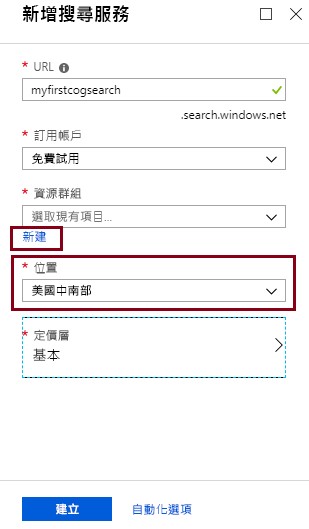 新增搜尋服務
* URL
myfirstcogsearch
.search.windows.net
* 訂用帳戶
免費試用
* 資源群組
選取現有項目...
新建
* 位置
美國中南部
* 定價層
基本
建立
自動化選項